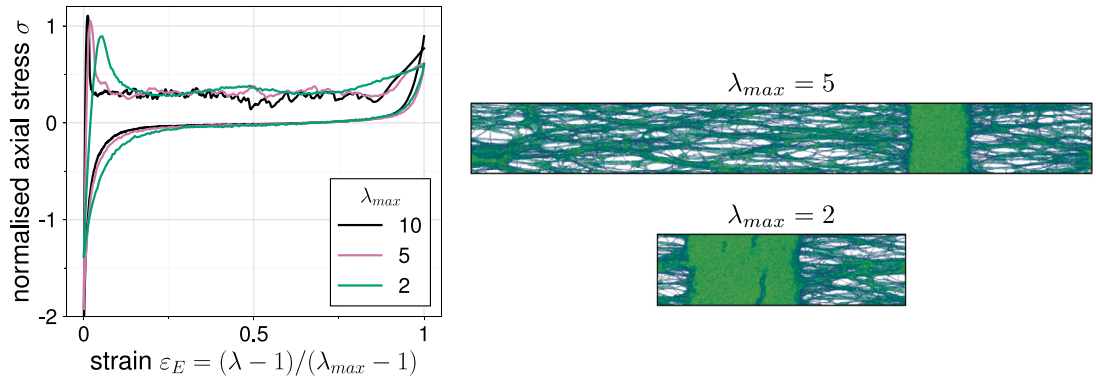 normalised axial stress σ
1
0
-1
-2
0
0.5
1
strain ε_E = (λ − 1)/(λ_max − 1)
λ_max
10
5
2
λ_max = 5
λ_max = 2